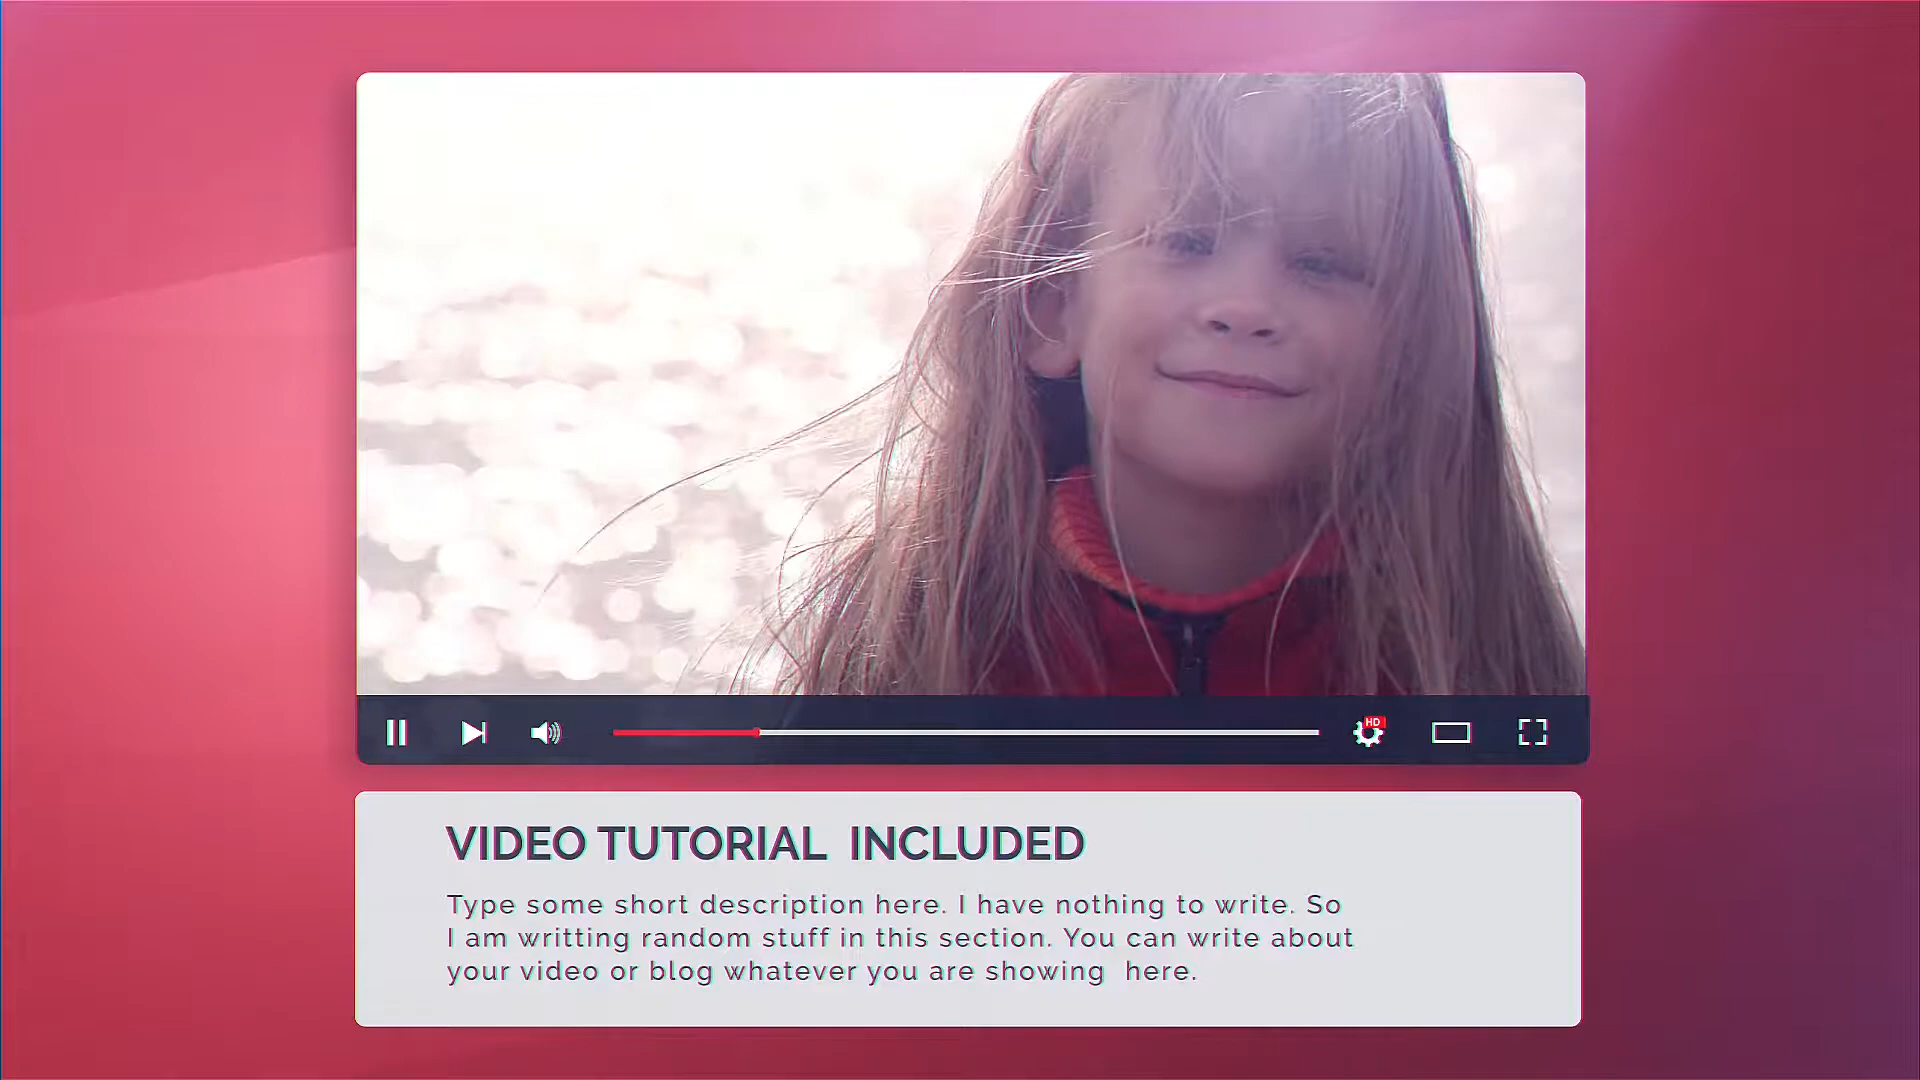 HD
VIDEO TUTORIAL  INCLUDED
Type some short description here. I have nothing to write. So
I am writting random stuff in this section. You can write about
your video or blog whatever you are showing  here.